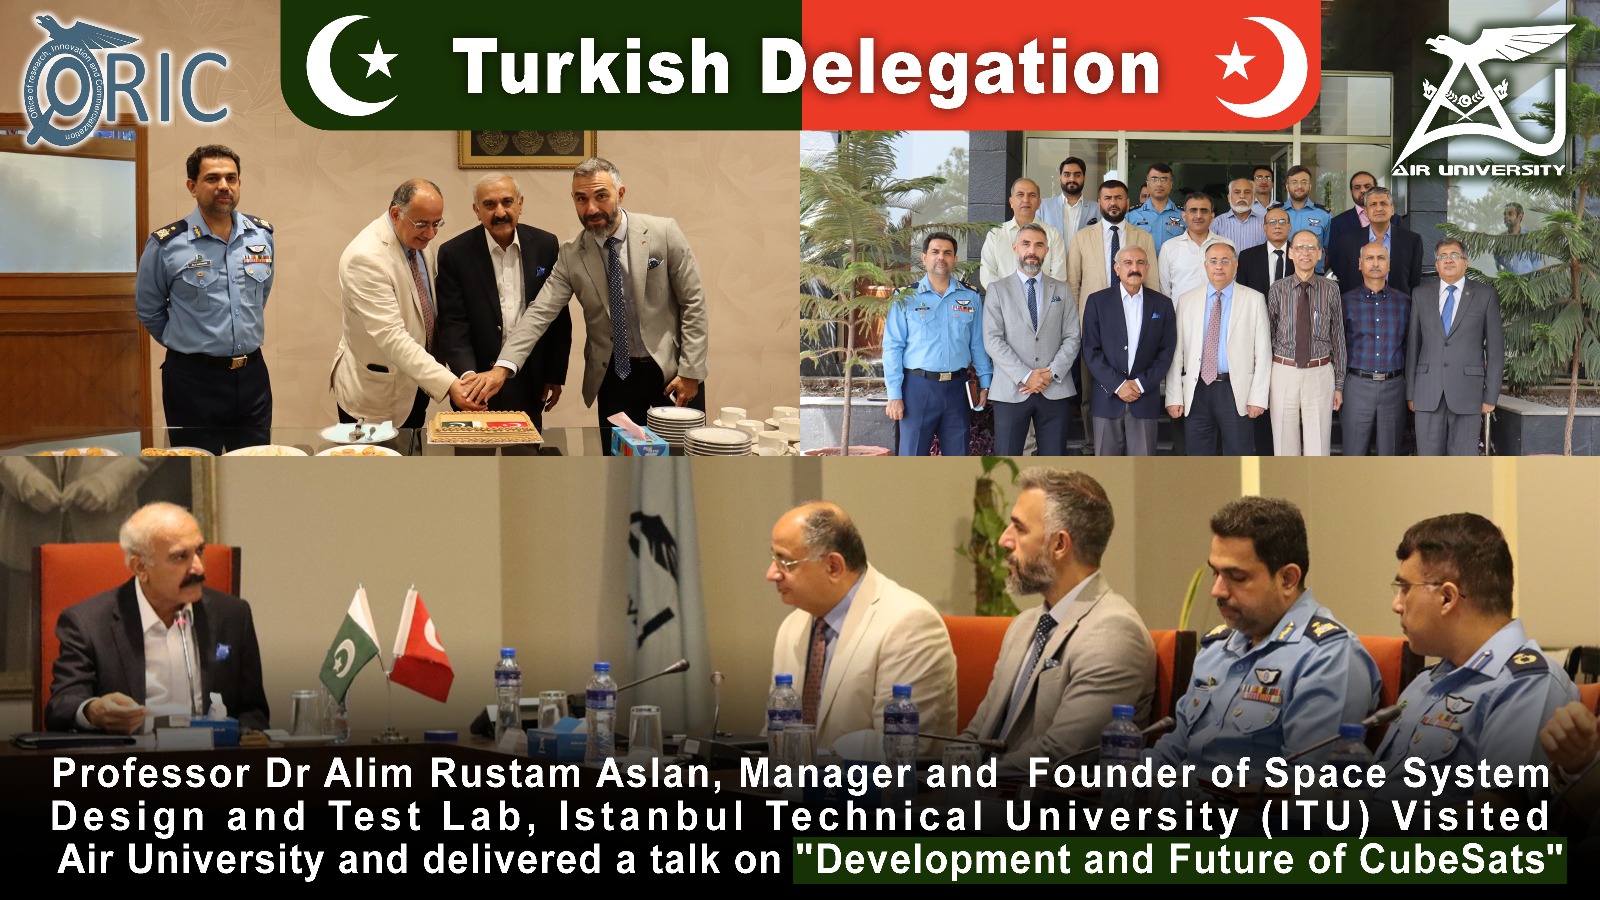 Office of research, Innovation and Commercialization
ORIC
Turkish Delegation
AIR UNIVERSITY
Professor Dr Alim Rustam Aslan, Manager and Founder of Space System
Design and Test Lab, Istanbul Technical University (ITU) Visited
Air University and delivered a talk on "Development and Future of CubeSats"